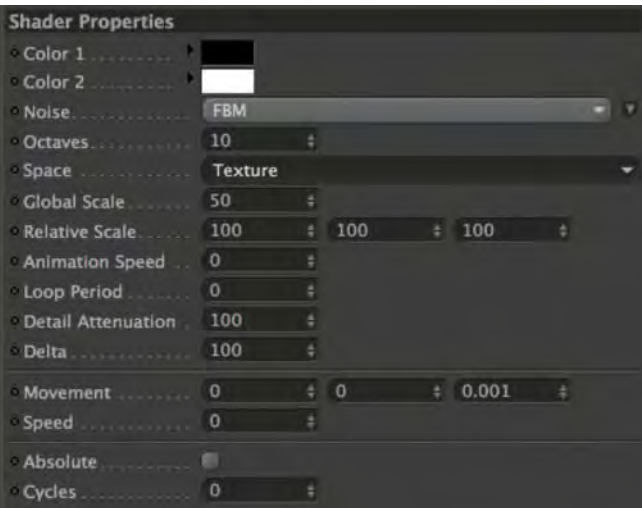 Shader Properties
Color 1
Color 2
Noise FBM
Octaves 10
Space Texture
Global Scale 50
Relative Scale 100 100 100
Animation Speed 0
Loop Period 0
Detail Attenuation 100
Delta 100
Movement 0 0 0.001
Speed 0
Absolute
Cycles 0